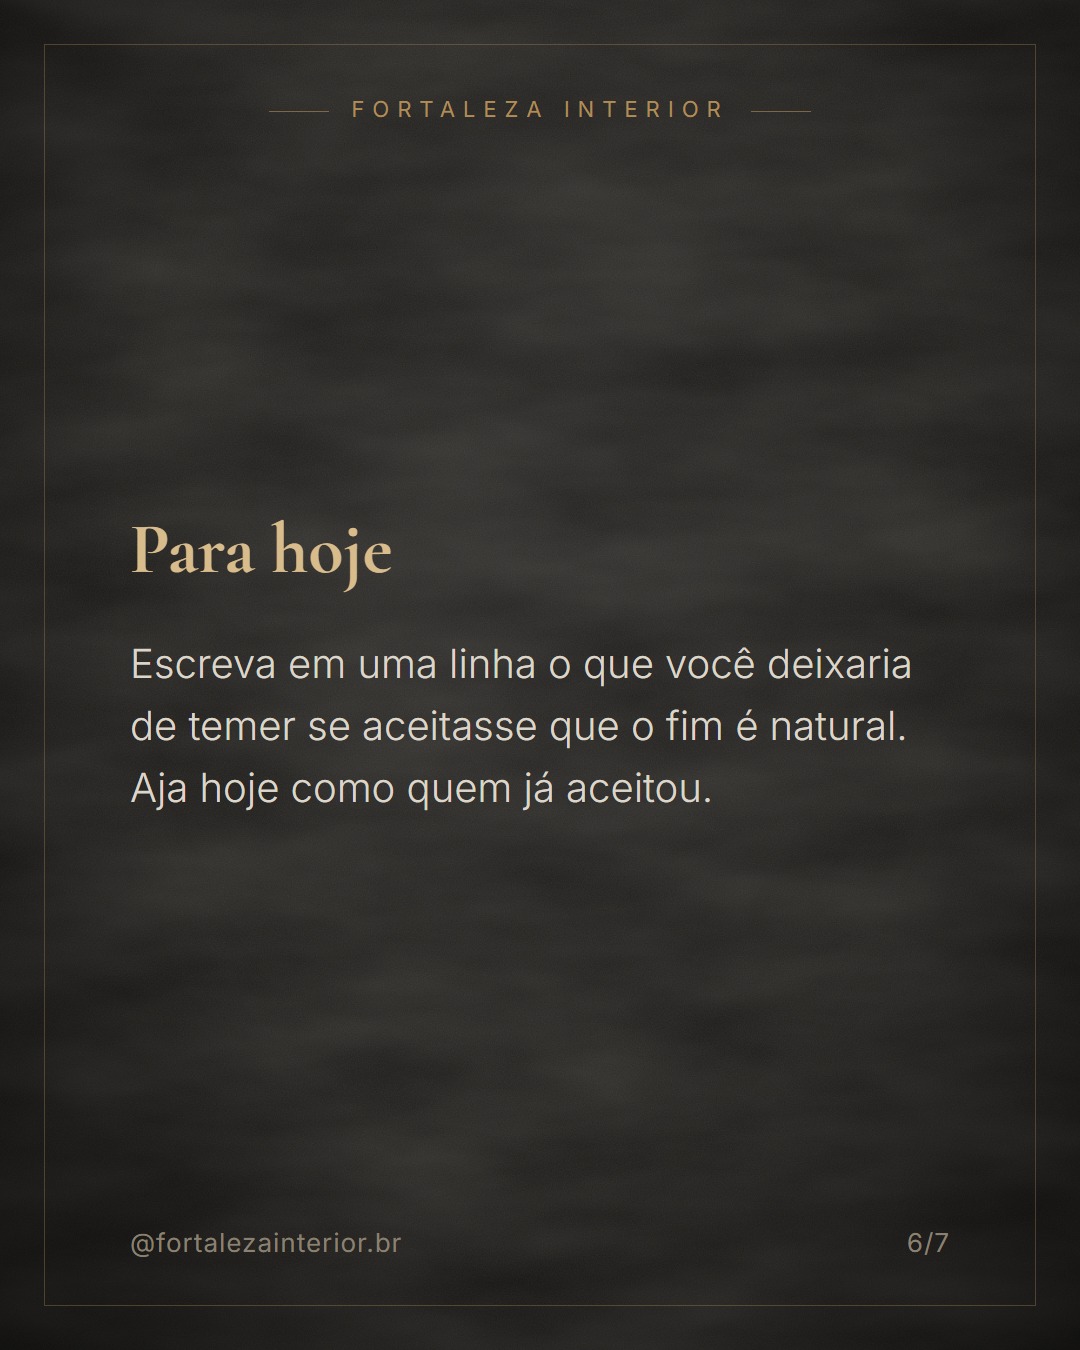 FORTALEZA INTERIOR
Para hoje
Escreva em uma linha o que você deixaria
de temer se aceitasse que o fim é natural.
Aja hoje como quem já aceitou.
@fortalezainterior.br
6/7